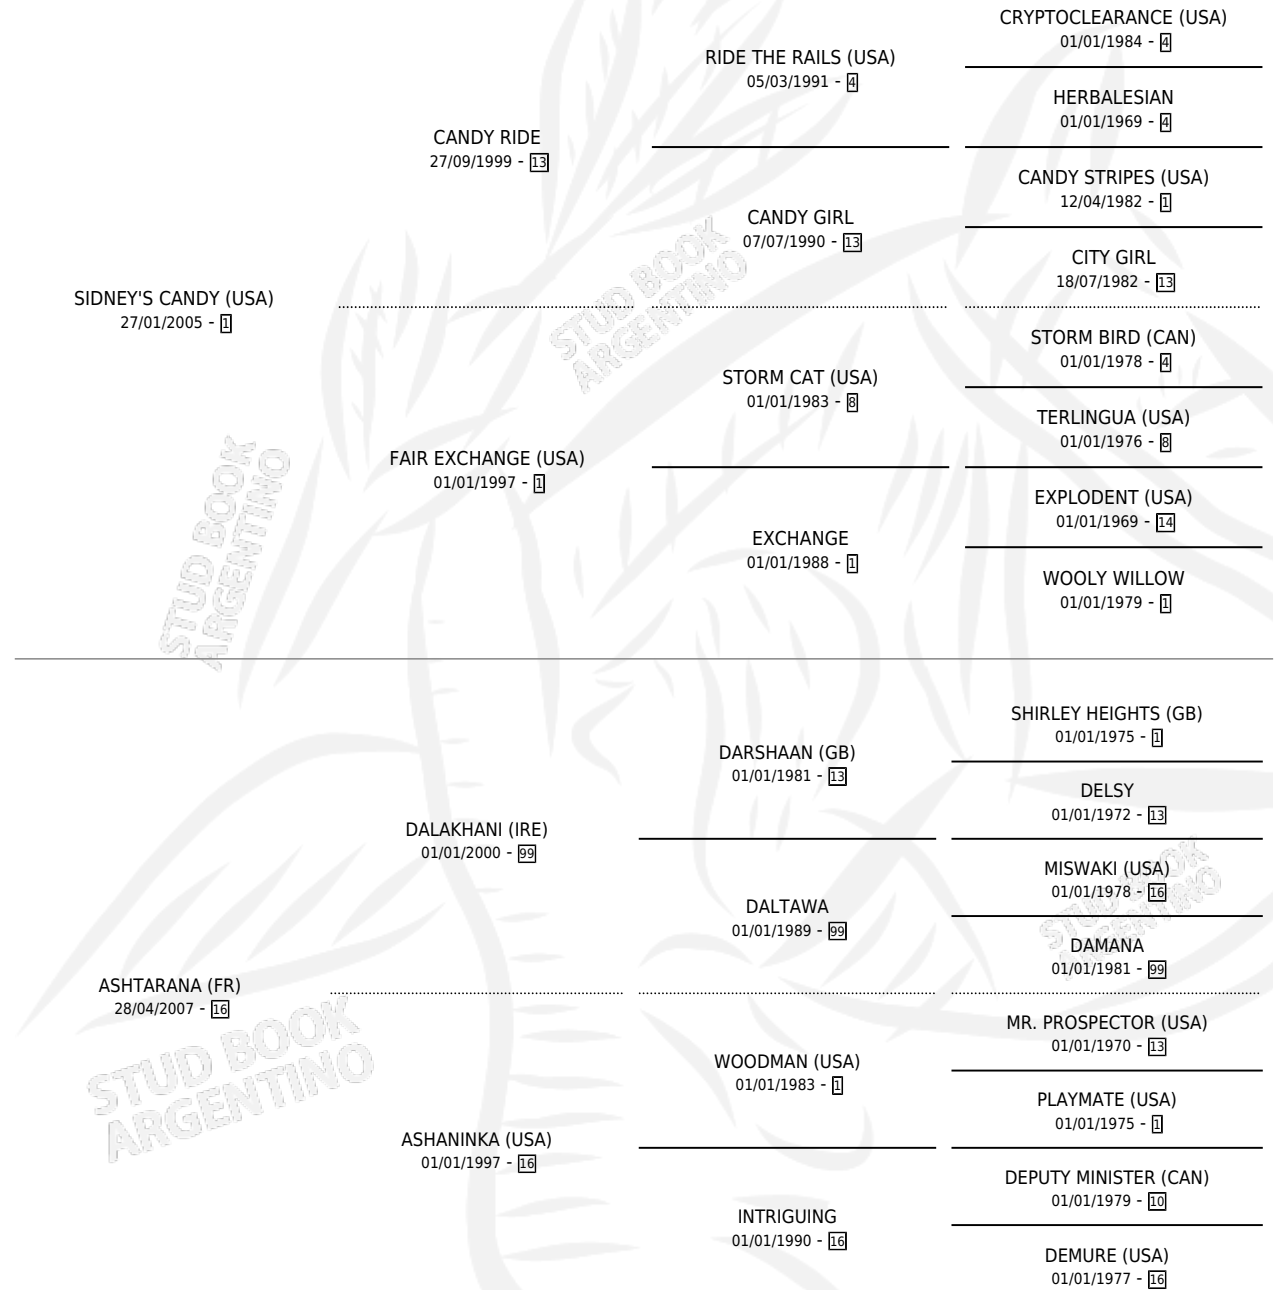 CRYPTOCLEARANCE (USA)
01/01/1984 - 4
RIDE THE RAILS (USA)
05/03/1991 - 4
HERBALESIAN
01/01/1969 - 4
CANDY RIDE
27/09/1999 - 13
CANDY STRIPES (USA)
12/04/1982 - 1
CANDY GIRL
07/07/1990 - 13
CITY GIRL
18/07/1982 - 13
SIDNEY'S CANDY (USA)
27/01/2005 - 1
STORM BIRD (CAN)
01/01/1978 - 4
STORM CAT (USA)
01/01/1983 - 8
TERLINGUA (USA)
01/01/1976 - 8
FAIR EXCHANGE (USA)
01/01/1997 - 1
EXPLODENT (USA)
01/01/1969 - 14
EXCHANGE
01/01/1988 - 1
WOOLY WILLOW
01/01/1979 - 1
SHIRLEY HEIGHTS (GB)
01/01/1975 - 1
DARSHAAN (GB)
01/01/1981 - 13
DELSY
01/01/1972 - 13
DALAKHANI (IRE)
01/01/2000 - 99
MISWAKI (USA)
01/01/1978 - 16
DALTAWA
01/01/1989 - 99
DAMANA
01/01/1981 - 99
ASHTARANA (FR)
28/04/2007 - 16
MR. PROSPECTOR (USA)
01/01/1970 - 13
WOODMAN (USA)
01/01/1983 - 1
PLAYMATE (USA)
01/01/1975 - 1
ASHANINKA (USA)
01/01/1997 - 16
DEPUTY MINISTER (CAN)
01/01/1979 - 10
INTRIGUING
01/01/1990 - 16
DEMURE (USA)
01/01/1977 - 16
STUD BOOK
ARGENTINO
STUD BOOK
ARGENTINO
STUD BOOK
ARGENTINO
STUD BOOK
ARGENTINO